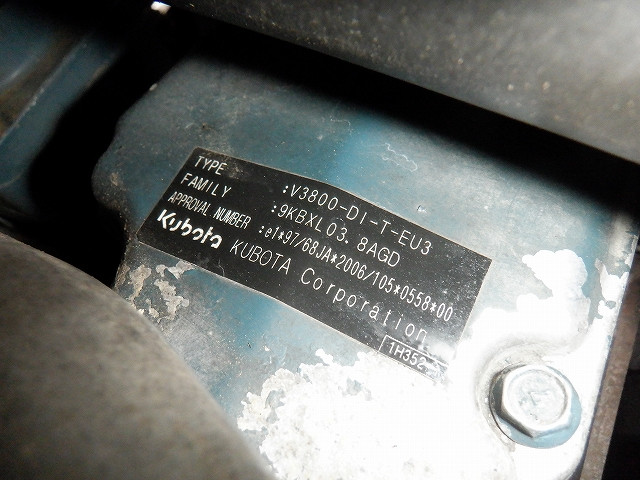 TYPE :V3800-DI-T-EU3
FAMILY :9KBXL03.8AGD
APPROVAL NUMBER :e1*97/68JA*2006/105*0558*00
Kubota KUBOTA Corporation